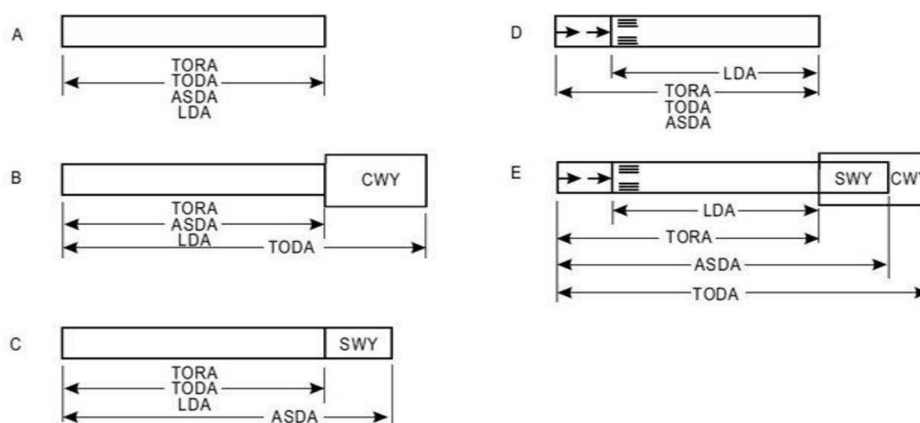 A
TORA
TODA
ASDA
LDA
B
CWY
TORA
ASDA
LDA TODA
C
SWY
TORA
TODA
LDA ASDA
D
LDA
TORA
TODA
ASDA
E
SWY CWY
LDA
TORA
ASDA
TODA